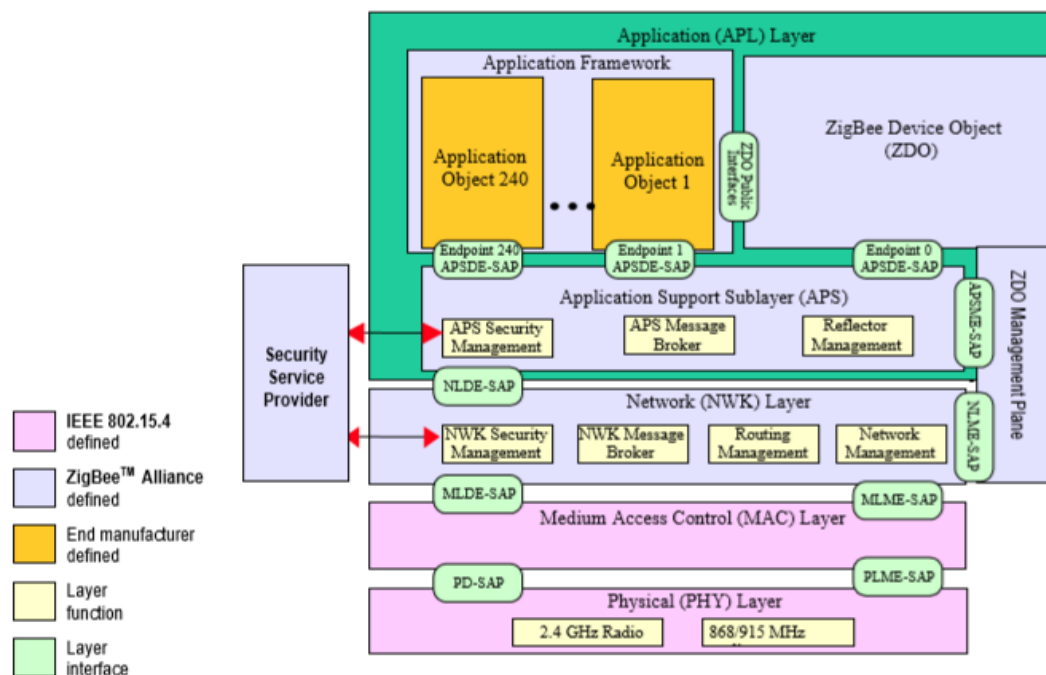 Application (APL) Layer
Application Framework
Application
Object 240
Application
Object 1
• • •
ZDO Public
Interfaces
ZigBee Device Object
(ZDO)
Endpoint 240
APSDE-SAP
Endpoint 1
APSDE-SAP
Endpoint 0
APSDE-SAP
Application Support Sublayer (APS)
APS Security
Management
APS Message
Broker
Reflector
Management
APSME-SAP
ZDO Management Plane
Security
Service
Provider
NLDE-SAP
Network (NWK) Layer
NWK Security
Management
NWK Message
Broker
Routing
Management
Network
Management
NLME-SAP
MLDE-SAP
MLME-SAP
Medium Access Control (MAC) Layer
PD-SAP
PLME-SAP
Physical (PHY) Layer
2.4 GHz Radio
868/915 MHz
IEEE 802.15.4
defined
ZigBee™ Alliance
defined
End manufacturer
defined
Layer
function
Layer
interface